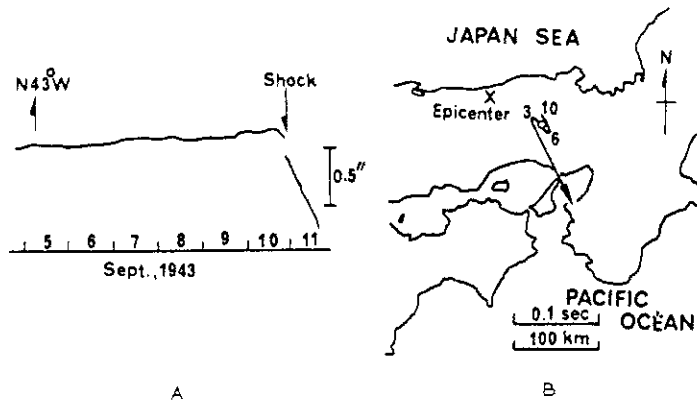 N43°W
Shock
0.5"
5 6 7 8 9 10 11
Sept., 1943
A
JAPAN SEA
N
Epicenter
3 10
6
PACIFIC
OCEAN
0.1 sec
100 km
B